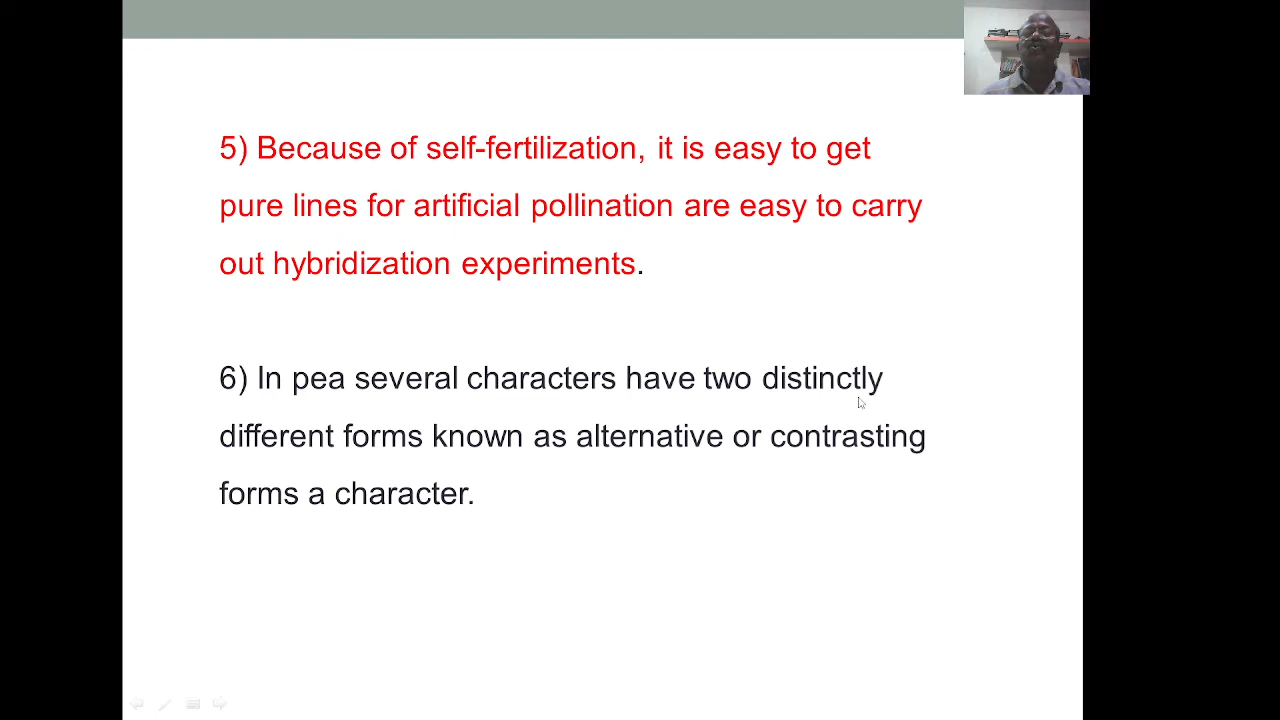 5) Because of self-fertilization, it is easy to get
pure lines for artificial pollination are easy to carry
out hybridization experiments.
6) In pea several characters have two distinctly
different forms known as alternative or contrasting
forms a character.